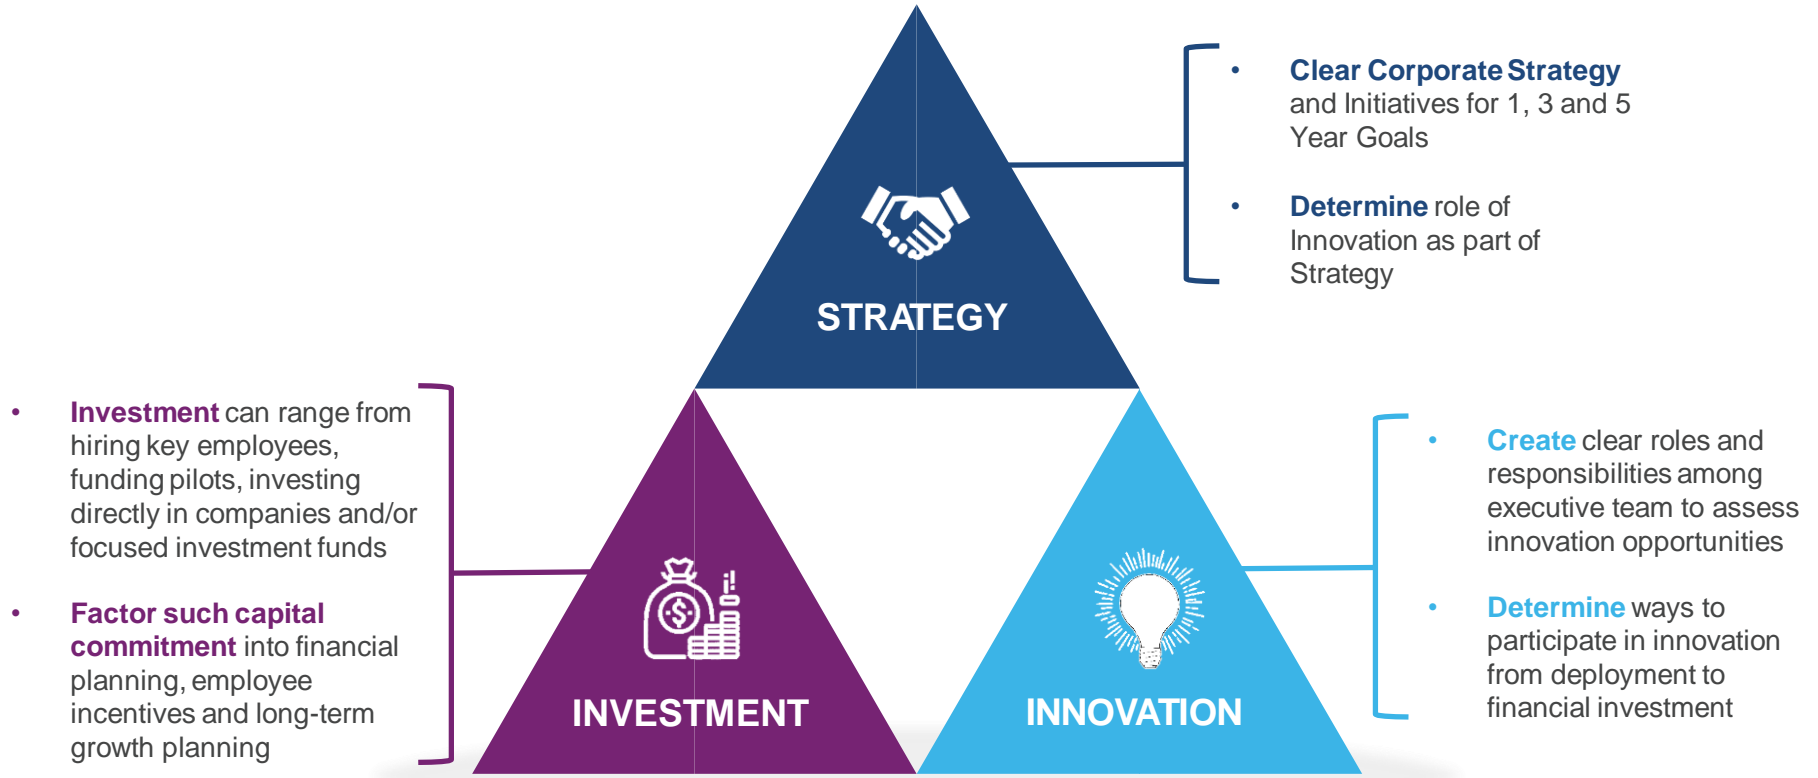 • Clear Corporate Strategy
and Initiatives for 1, 3 and 5
Year Goals
• Determine role of
Innovation as part of
Strategy
STRATEGY
• Investment can range from
hiring key employees,
funding pilots, investing
directly in companies and/or
focused investment funds
• Factor such capital
commitment into financial
planning, employee
incentives and long-term
growth planning
$
INVESTMENT
• Create clear roles and
responsibilities among
executive team to assess
innovation opportunities
• Determine ways to
participate in innovation
from deployment to
financial investment
INNOVATION